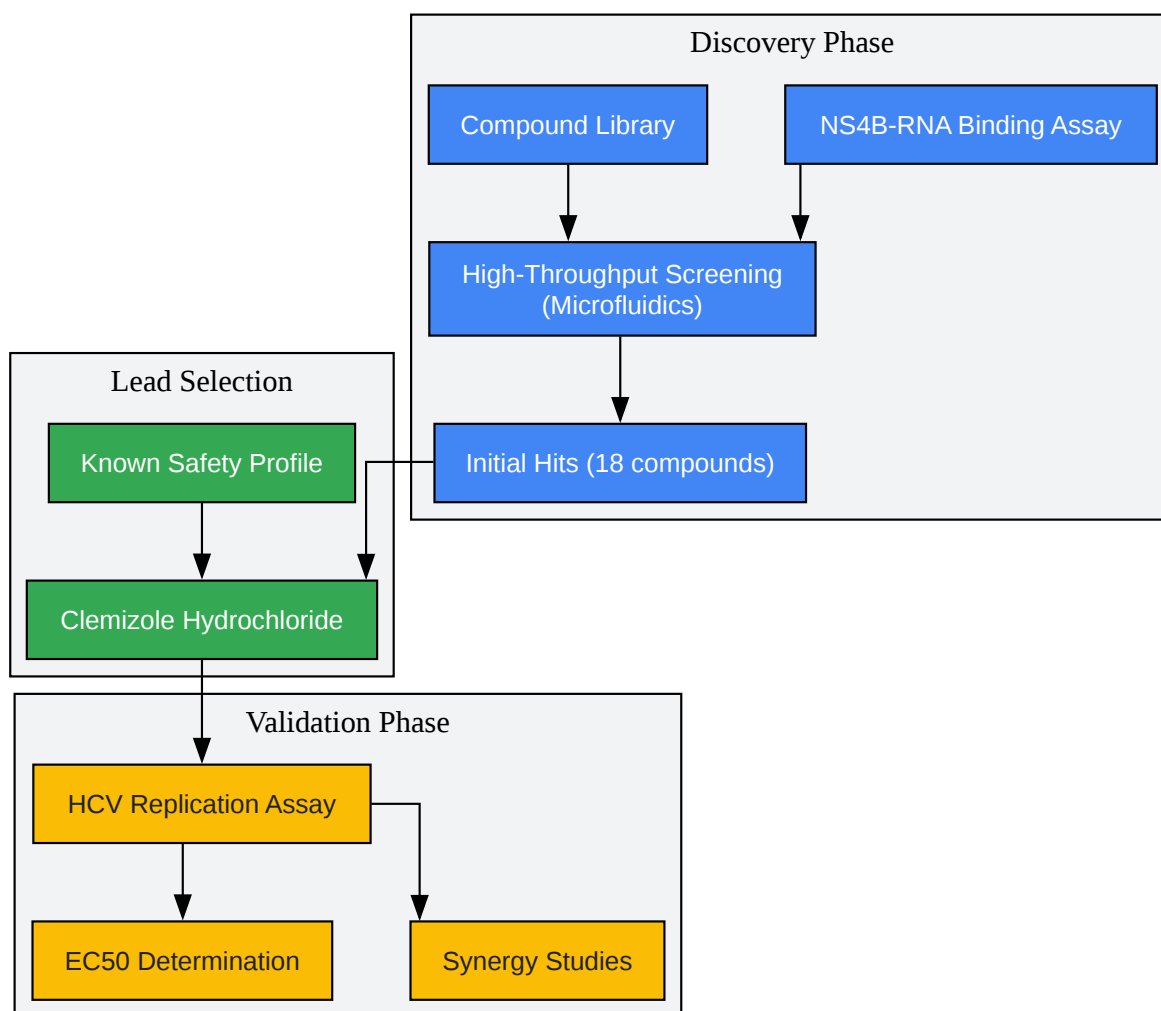 Discovery Phase
Compound Library
NS4B-RNA Binding Assay
High-Throughput Screening
(Microfluidics)
Initial Hits (18 compounds)
Lead Selection
Known Safety Profile
Clemizole Hydrochloride
Validation Phase
HCV Replication Assay
EC50 Determination
Synergy Studies